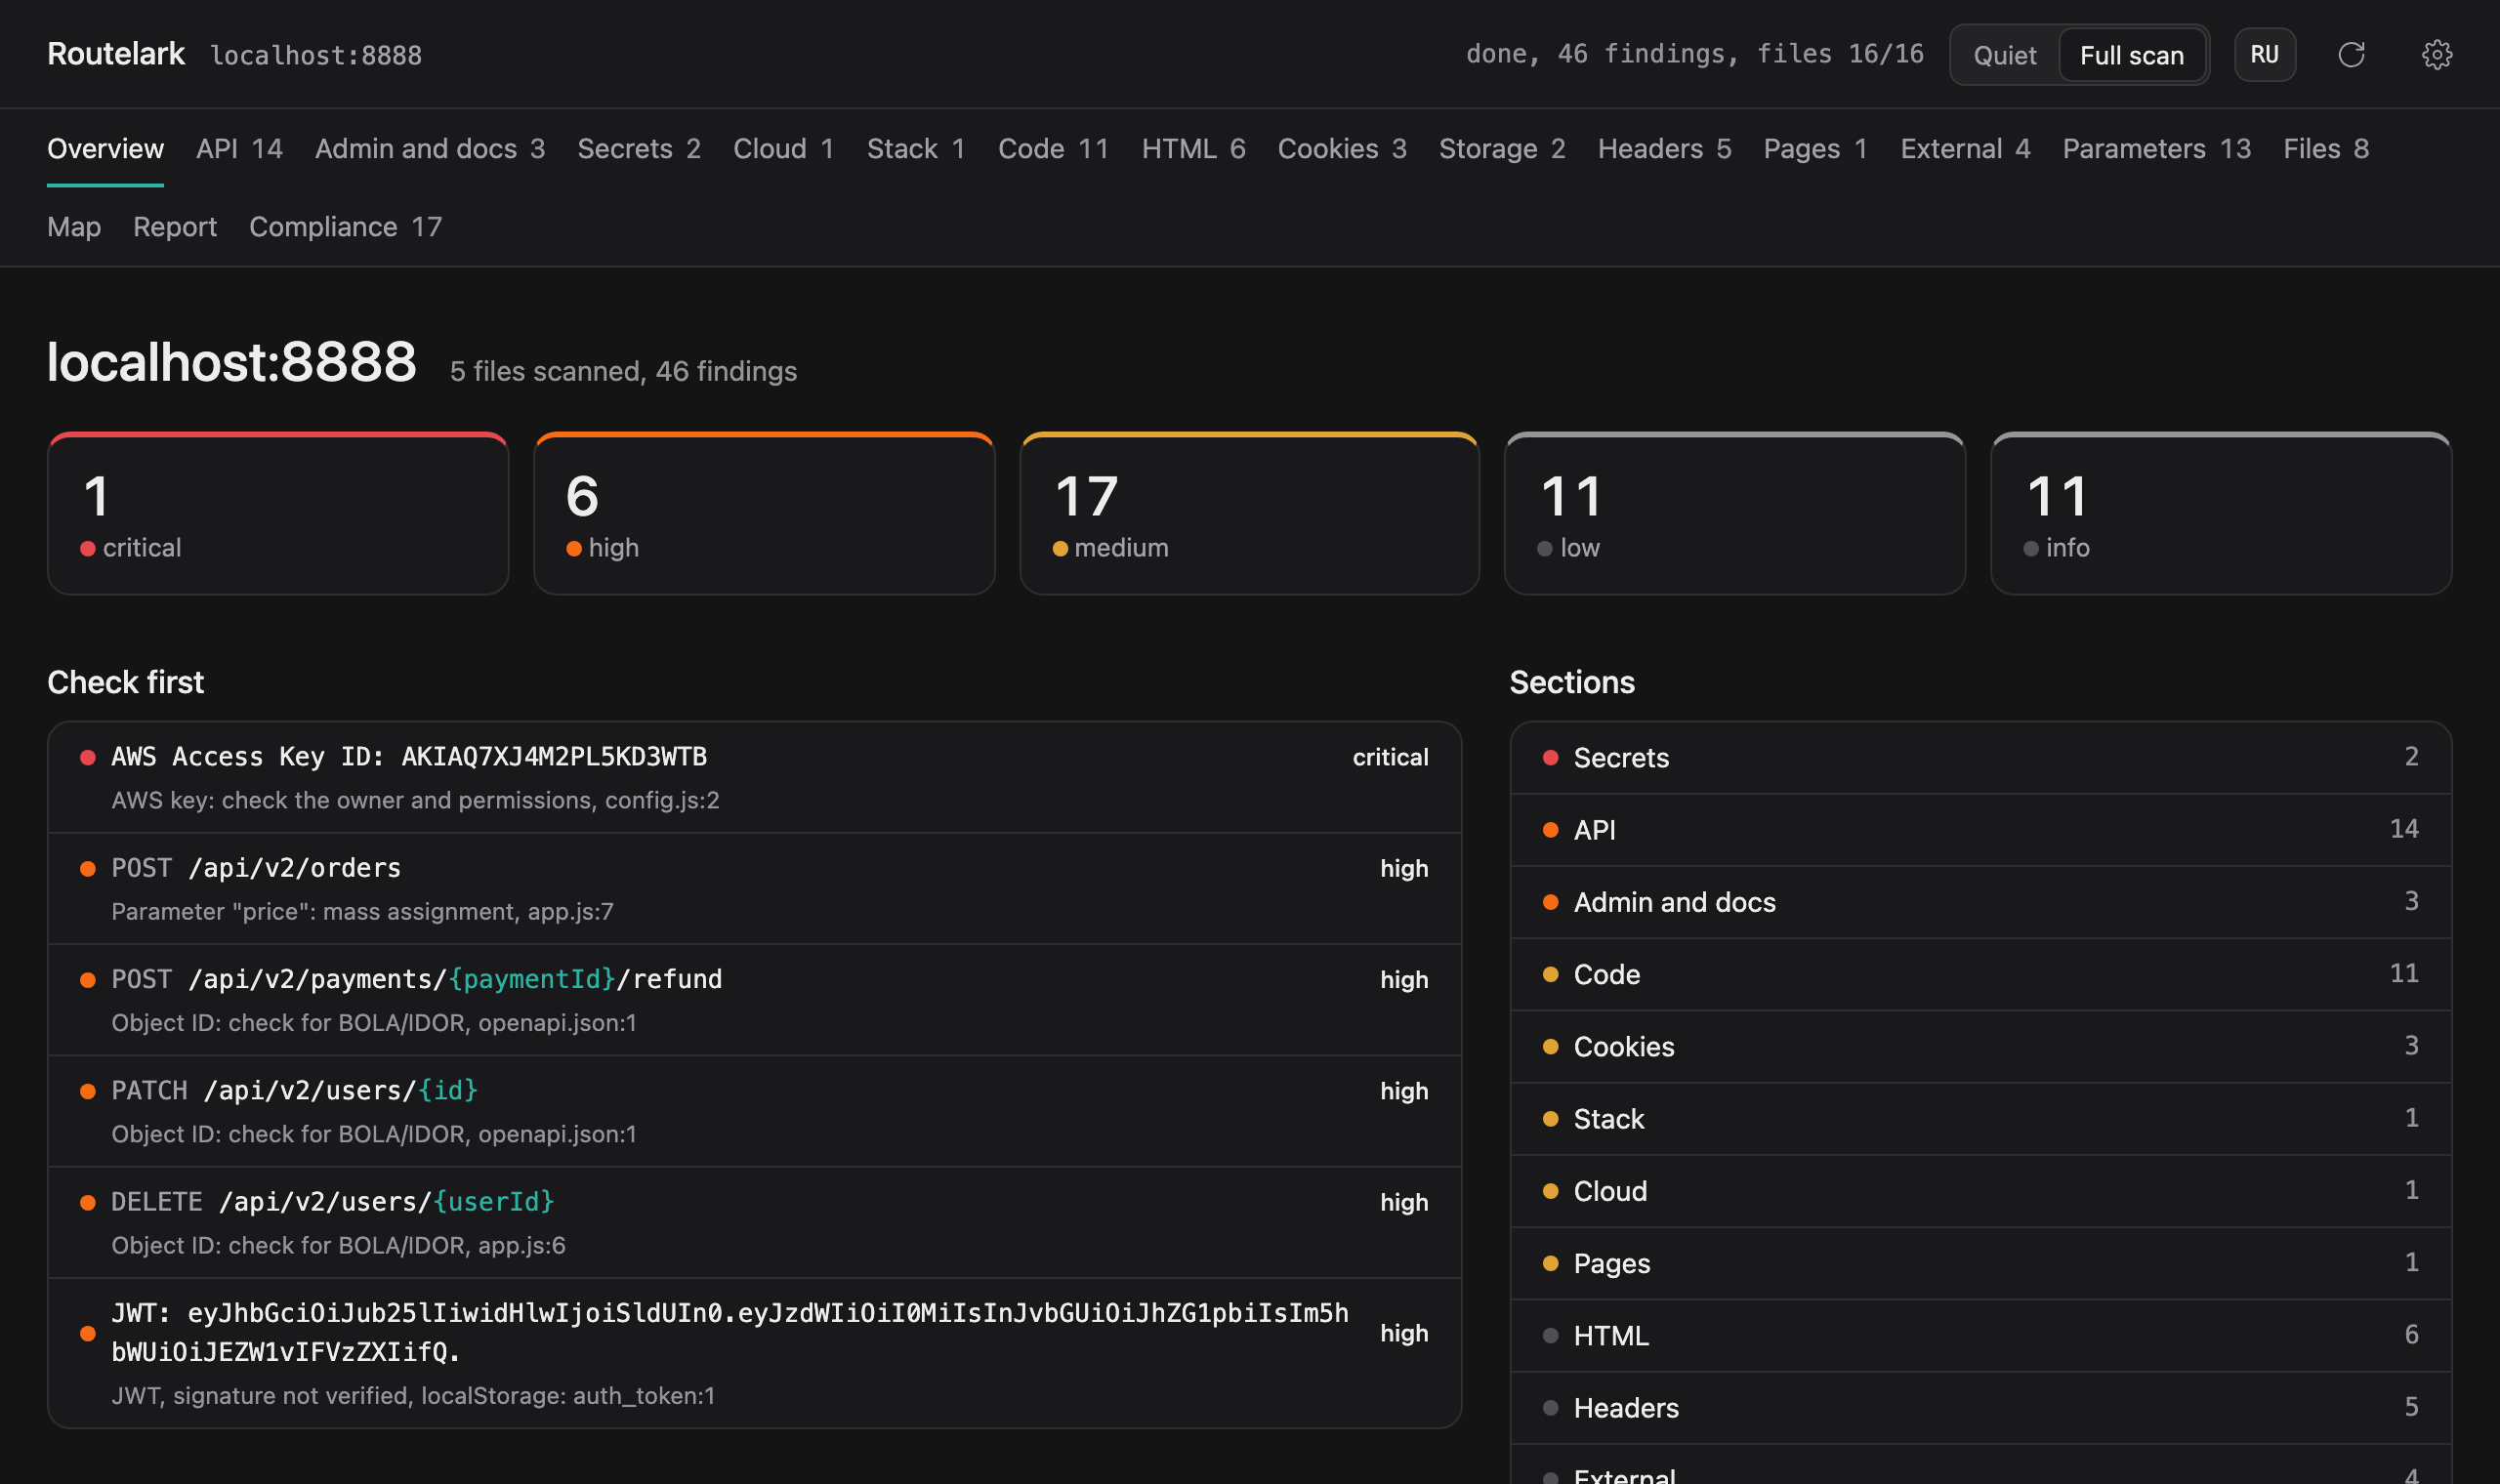 Routelark localhost:8888 done, 46 findings, files 16/16 Quiet Full scan RU
Overview API 14 Admin and docs 3 Secrets 2 Cloud 1 Stack 1 Code 11 HTML 6 Cookies 3 Storage 2 Headers 5 Pages 1 External 4 Parameters 13 Files 8
Map Report Compliance 17
localhost:8888 5 files scanned, 46 findings
1
critical
6
high
17
medium
11
low
11
info
Check first
AWS Access Key ID: AKIAQ7XJ4M2PL5KD3WTB critical
AWS key: check the owner and permissions, config.js:2
POST /api/v2/orders high
Parameter "price": mass assignment, app.js:7
POST /api/v2/payments/{paymentId}/refund high
Object ID: check for BOLA/IDOR, openapi.json:1
PATCH /api/v2/users/{id} high
Object ID: check for BOLA/IDOR, openapi.json:1
DELETE /api/v2/users/{userId} high
Object ID: check for BOLA/IDOR, app.js:6
JWT: eyJhbGciOiJub25lIiwidHlwIjoiSldUIn0.eyJzdWIiOiI0MiIsInJvbGUiOiJhZG1pbiIsIm5h
bWUiOiJEZW1vIFVzZXIifQ.
high
JWT, signature not verified, localStorage: auth_token:1
Sections
Secrets 2
API 14
Admin and docs 3
Code 11
Cookies 3
Stack 1
Cloud 1
Pages 1
HTML 6
Headers 5
External 4